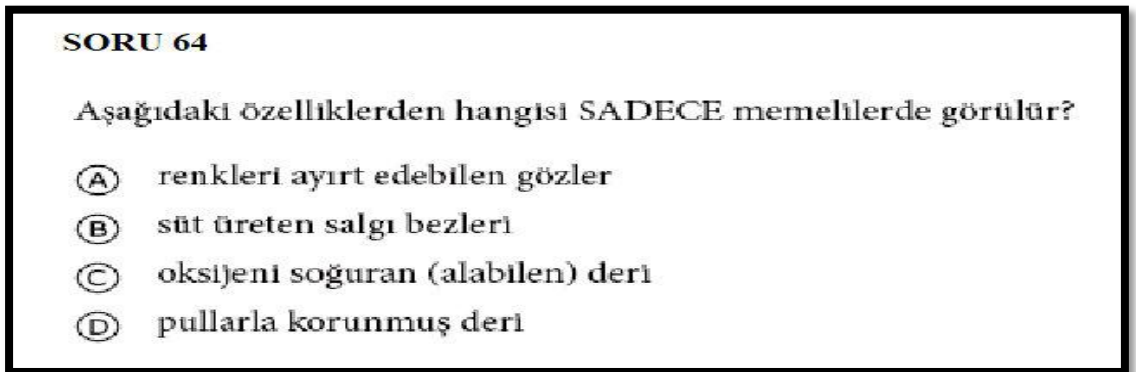 SORU 64
Aşağıdaki özelliklerden hangisi SADECE memelilerde görülür?
A renkleri ayırt edebilen gözler
B süt üreten salgı bezleri
C oksijeni soğuran (alabilen) deri
D pullarla korunmuş deri